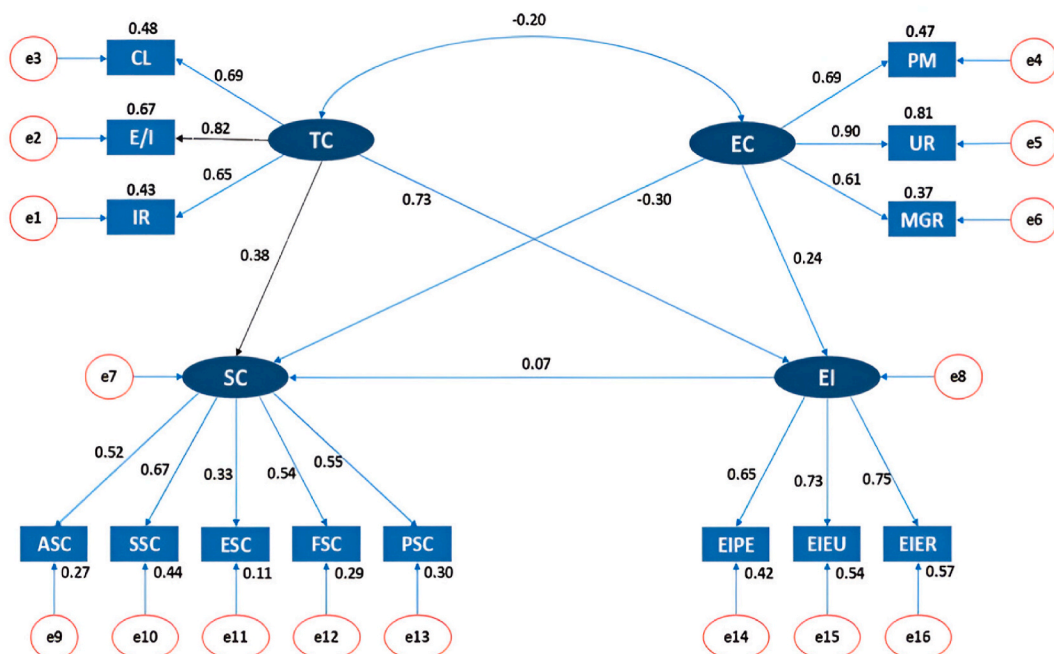 -0.20
0.48
0.47
e3
CL
PM
e4
0.69
0.69
0.67
0.81
e2
E/I
0.82
TC
EC
0.90
UR
e5
0.65
0.61
0.43
0.37
e1
IR
0.73
-0.30
MGR
e6
0.38
0.24
e7
SC
0.07
EI
e8
0.52
0.67
0.33
0.54
0.55
0.65
0.73
0.75
ASC
SSC
ESC
FSC
PSC
EIPE
EIEU
EIER
0.27
0.44
0.11
0.29
0.30
0.42
0.54
0.57
e9
e10
e11
e12
e13
e14
e15
e16